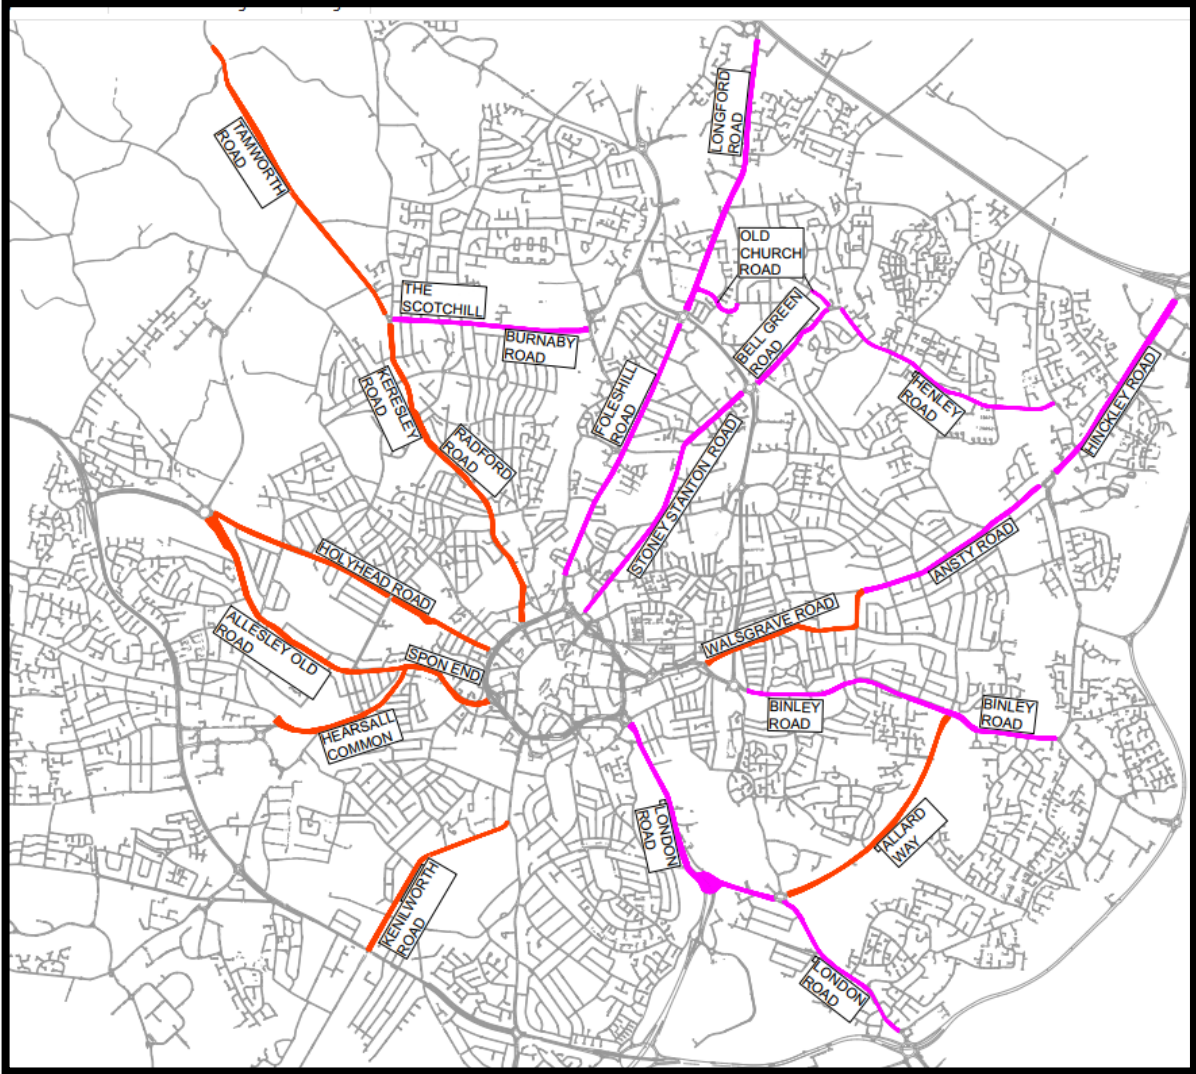 LONGFORD
ROAD
TAMWORTH
ROAD
OLD
CHURCH
ROAD
THE
SCOTCHILL
BURNABY
ROAD
BELL GREEN
ROAD
KERESLEY
ROAD
FOLESHILL
ROAD
HENLEY
ROAD
HINCKLEY ROAD
RADFORD
ROAD
STONEY STANTON ROAD
ANSTY ROAD
HOLYHEAD ROAD
WALSGRAVE ROAD
ALLESLEY OLD
ROAD
SPON END
BINLEY
ROAD
BINLEY
ROAD
HEARSALL
COMMON
LONDON
ROAD
ALLARD
WAY
KENILWORTH
ROAD
LONDON
ROAD